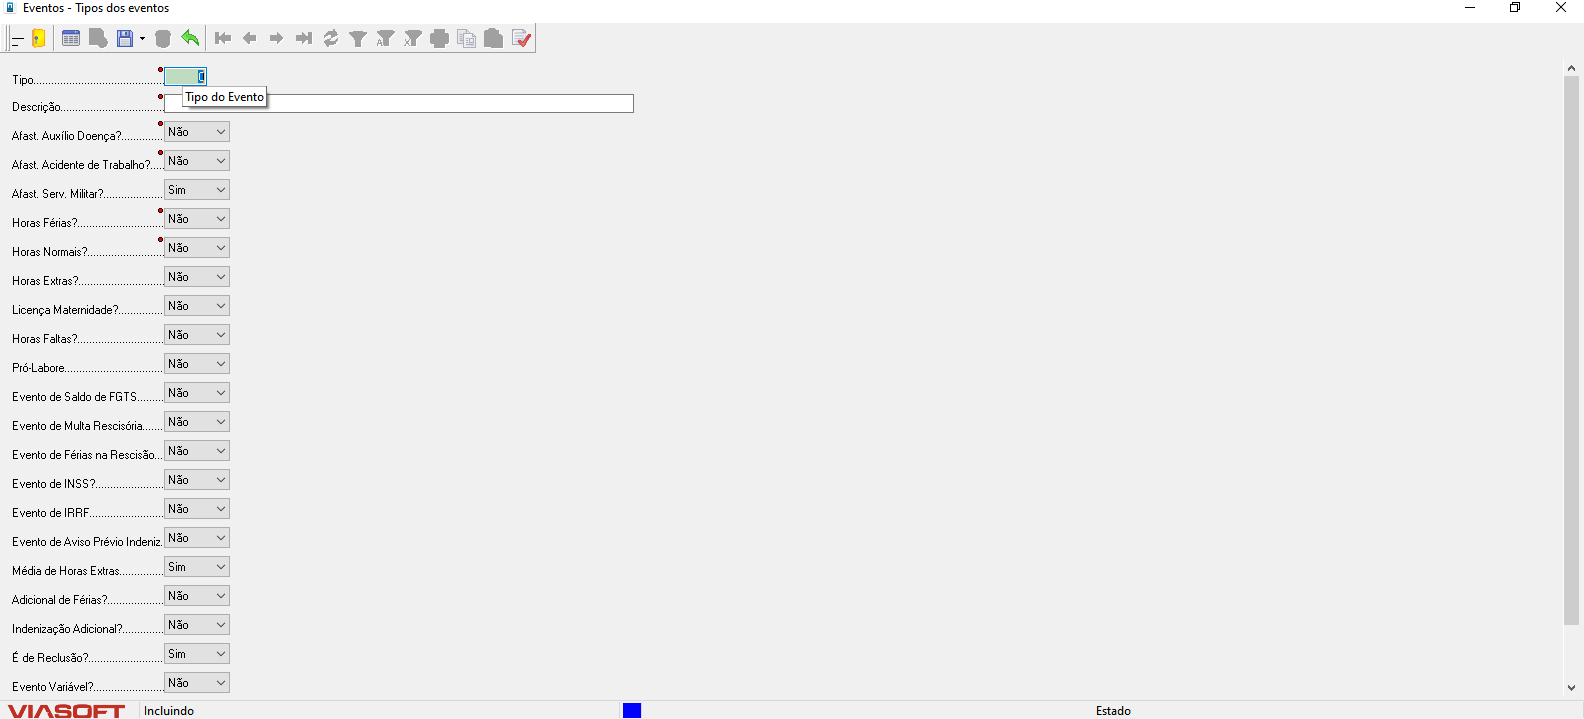 Eventos - Tipos dos eventos
Tipo
Tipo do Evento
Descrição
Afast. Auxílio Doença? Não
Afast. Acidente de Trabalho? Não
Afast. Serv. Militar? Sim
Horas Férias? Não
Horas Normais? Não
Horas Extras? Não
Licença Maternidade? Não
Horas Faltas? Não
Pró-Labore Não
Evento de Saldo de FGTS Não
Evento de Multa Rescisória Não
Evento de Férias na Rescisão Não
Evento de INSS? Não
Evento de IRRF Não
Evento de Aviso Prévio Indeniz. Não
Média de Horas Extras Sim
Adicional de Férias? Não
Indenização Adicional? Não
É de Reclusão? Sim
Evento Variável? Não
VIASOFT Incluindo Estado